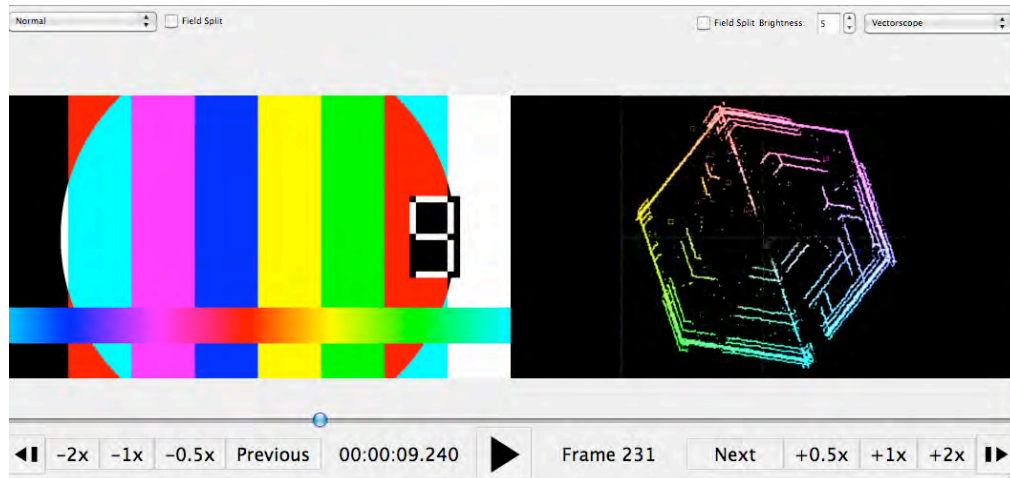 Normal Field Split Field Split Brightness: 5 Vectorscope
9
-2x -1x -0.5x Previous 00:00:09.240 Frame 231 Next +0.5x +1x +2x